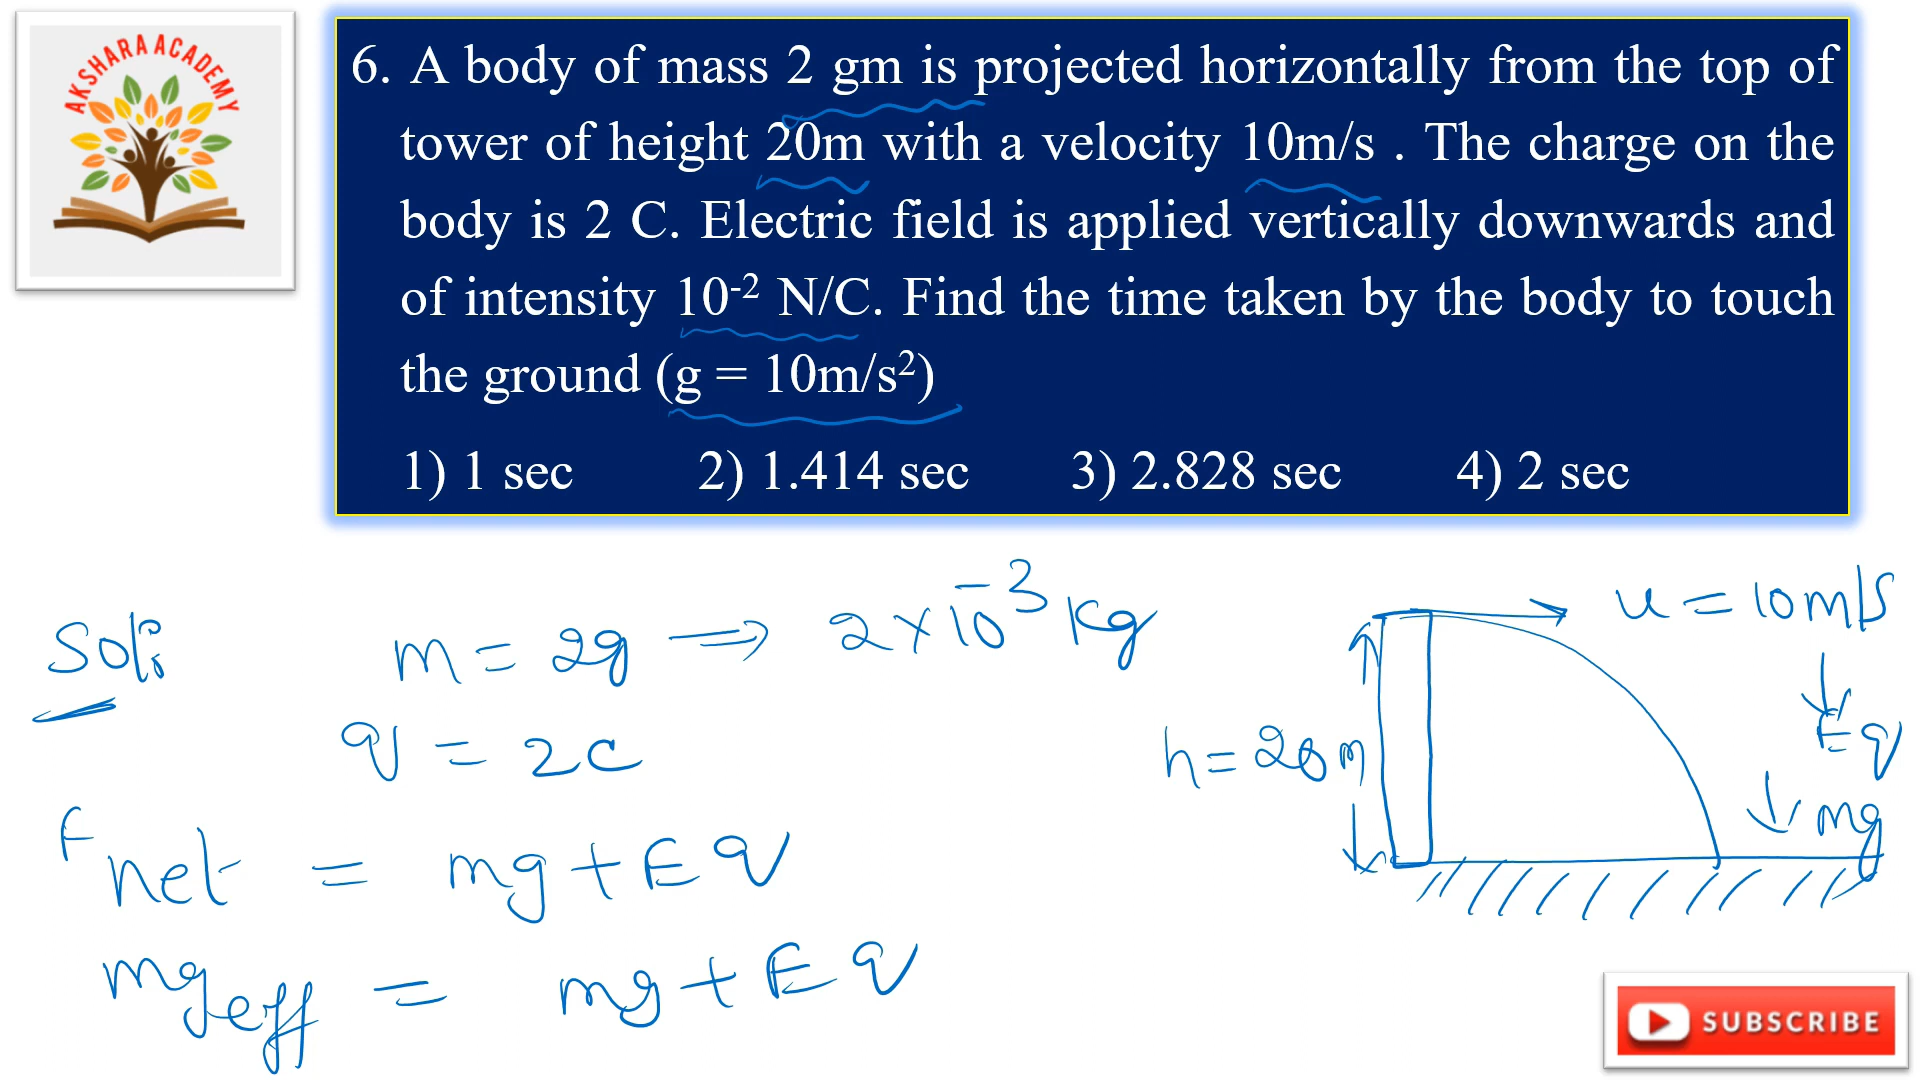 AKSHARA ACADEMY
6. A body of mass 2 gm is projected horizontally from the top of
tower of height 20m with a velocity 10m/s . The charge on the
body is 2 C. Electric field is applied vertically downwards and
of intensity 10⁻² N/C. Find the time taken by the body to touch
the ground (g = 10m/s²)
1) 1 sec 2) 1.414 sec 3) 2.828 sec 4) 2 sec
Sol:
m = 2g ⇒ 2×10⁻³ kg
q = 2C
Fnet = mg + Eq
mgeff = mg + Eq
u = 10m/s
Eq
h = 20m
mg
SUBSCRIBE